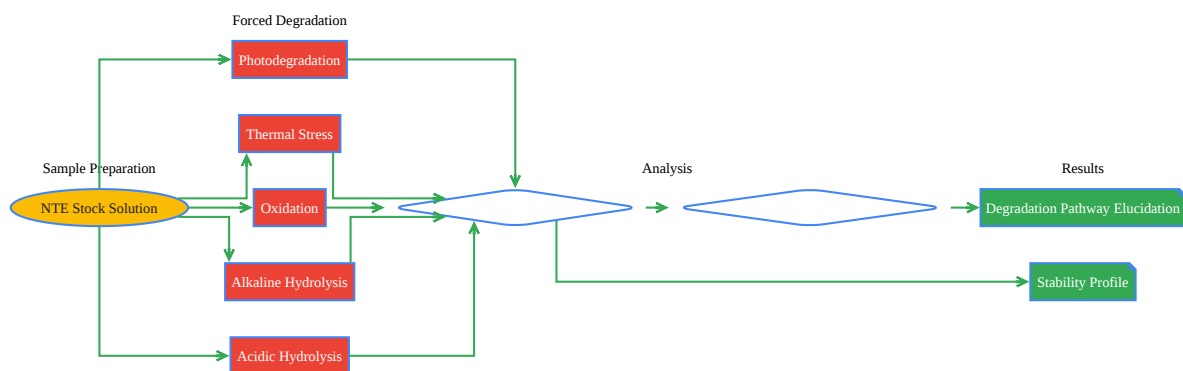 Forced Degradation
Photodegradation
Thermal Stress
Sample Preparation
Analysis
Results
NTE Stock Solution
Oxidation
Degradation Pathway Elucidation
Alkaline Hydrolysis
Stability Profile
Acidic Hydrolysis